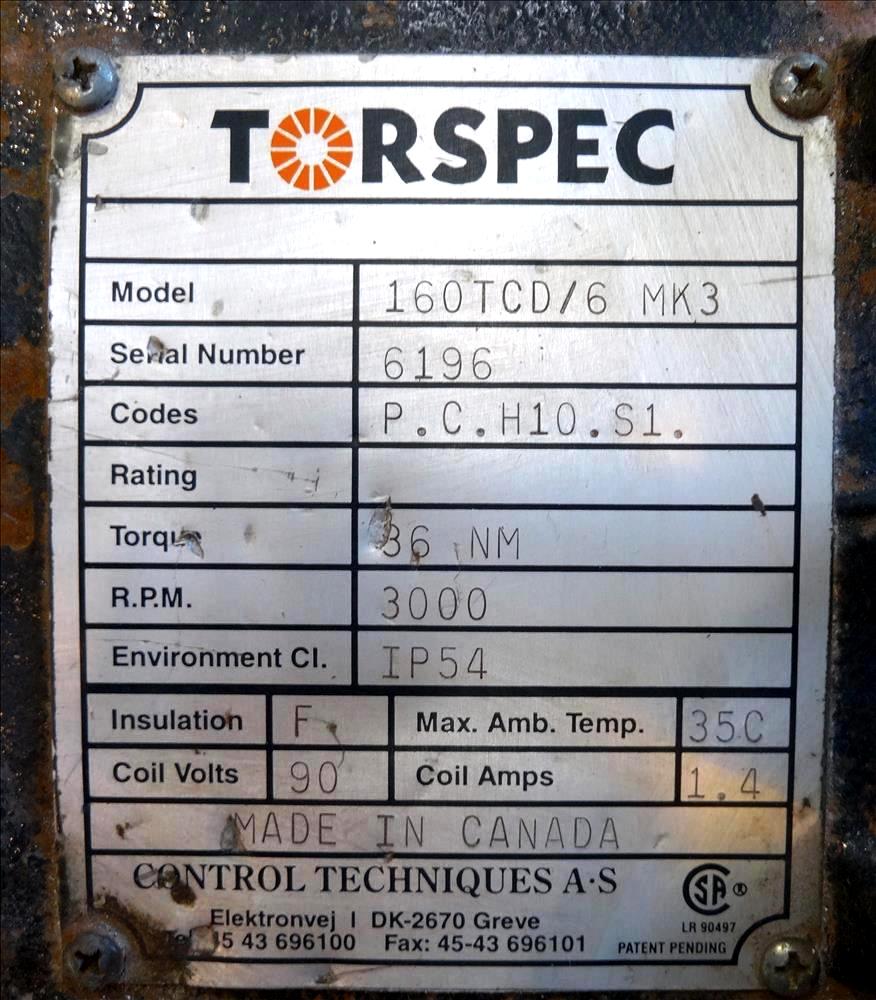 TORSPEC
Model 160TCD/6 MK3
Serial Number 6196
Codes P.C.H10.S1.
Rating
Torque 36 NM
R.P.M. 3000
Environment Cl. IP54
Insulation F Max. Amb. Temp. 35C
Coil Volts 90 Coil Amps 1.4
MADE IN CANADA
CONTROL TECHNIQUES A·S
SA ®
Elektronvej 1 DK-2670 Greve
LR 90497
43 696100 Fax: 45-43 696101
PATENT PENDING